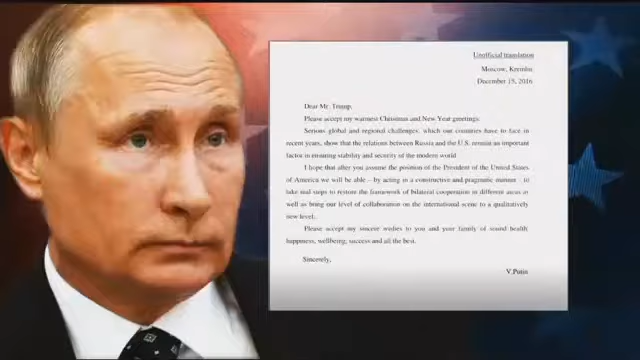 Unofficial translation
Moscow, Kremlin
December 15, 2016
Dear Mr. Trump,
Please accept my warmest Christmas and New Year greetings.
Serious global and regional challenges, which our countries have to face in
recent years, show that the relations between Russia and the U.S. remain an important
factor in ensuring stability and security of the modern world.
I hope that after you assume the position of the President of the United States
of America we will be able – by acting in a constructive and pragmatic manner – to
take real steps to restore the framework of bilateral cooperation in different areas as
well as bring our level of collaboration on the international scene to a qualitatively
new level.
Please accept my sincere wishes to you and your family of sound health,
happiness, wellbeing, success and all the best.
Sincerely,
V.Putin